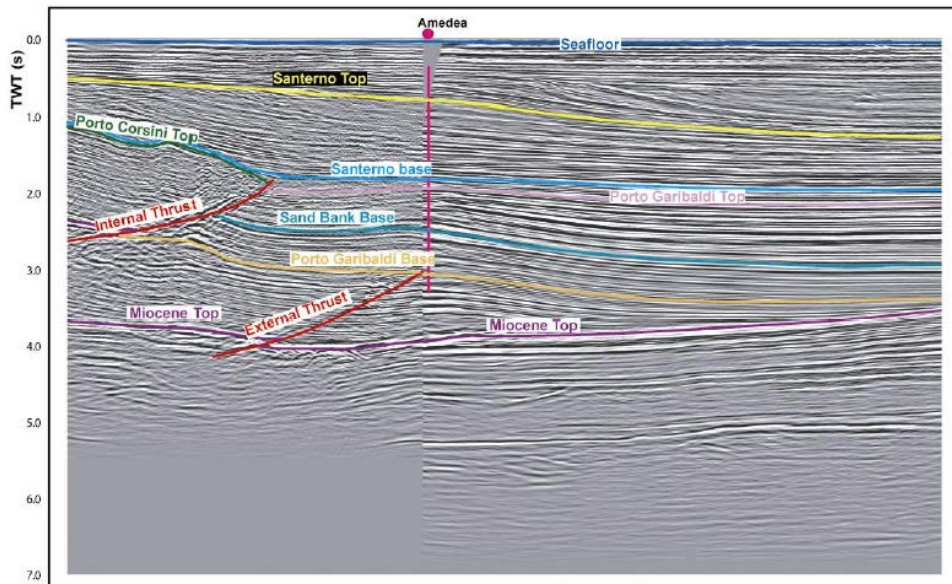 Amedea
0.0
Seafloor
TWT (s)
Santerno Top
1.0
Porto Corsini Top
Santerno base
2.0
Porto Garibaldi Top
Internal Thrust
Sand Bank Base
Porto Garibaldi Base
3.0
External Thrust
Miocene Top
Miocene Top
4.0
5.0
6.0
7.0